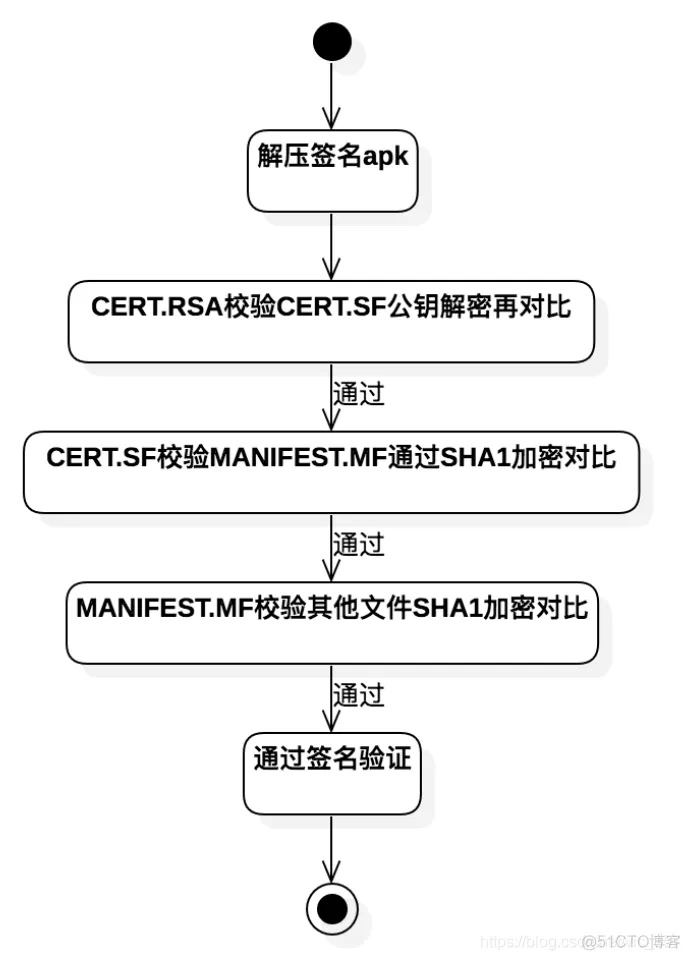 解压签名apk
CERT.RSA校验CERT.SF公钥解密再对比
通过
CERT.SF校验MANIFEST.MF通过SHA1加密对比
通过
MANIFEST.MF校验其他文件SHA1加密对比
通过
通过签名验证
https://blog.cs @51CTO博客